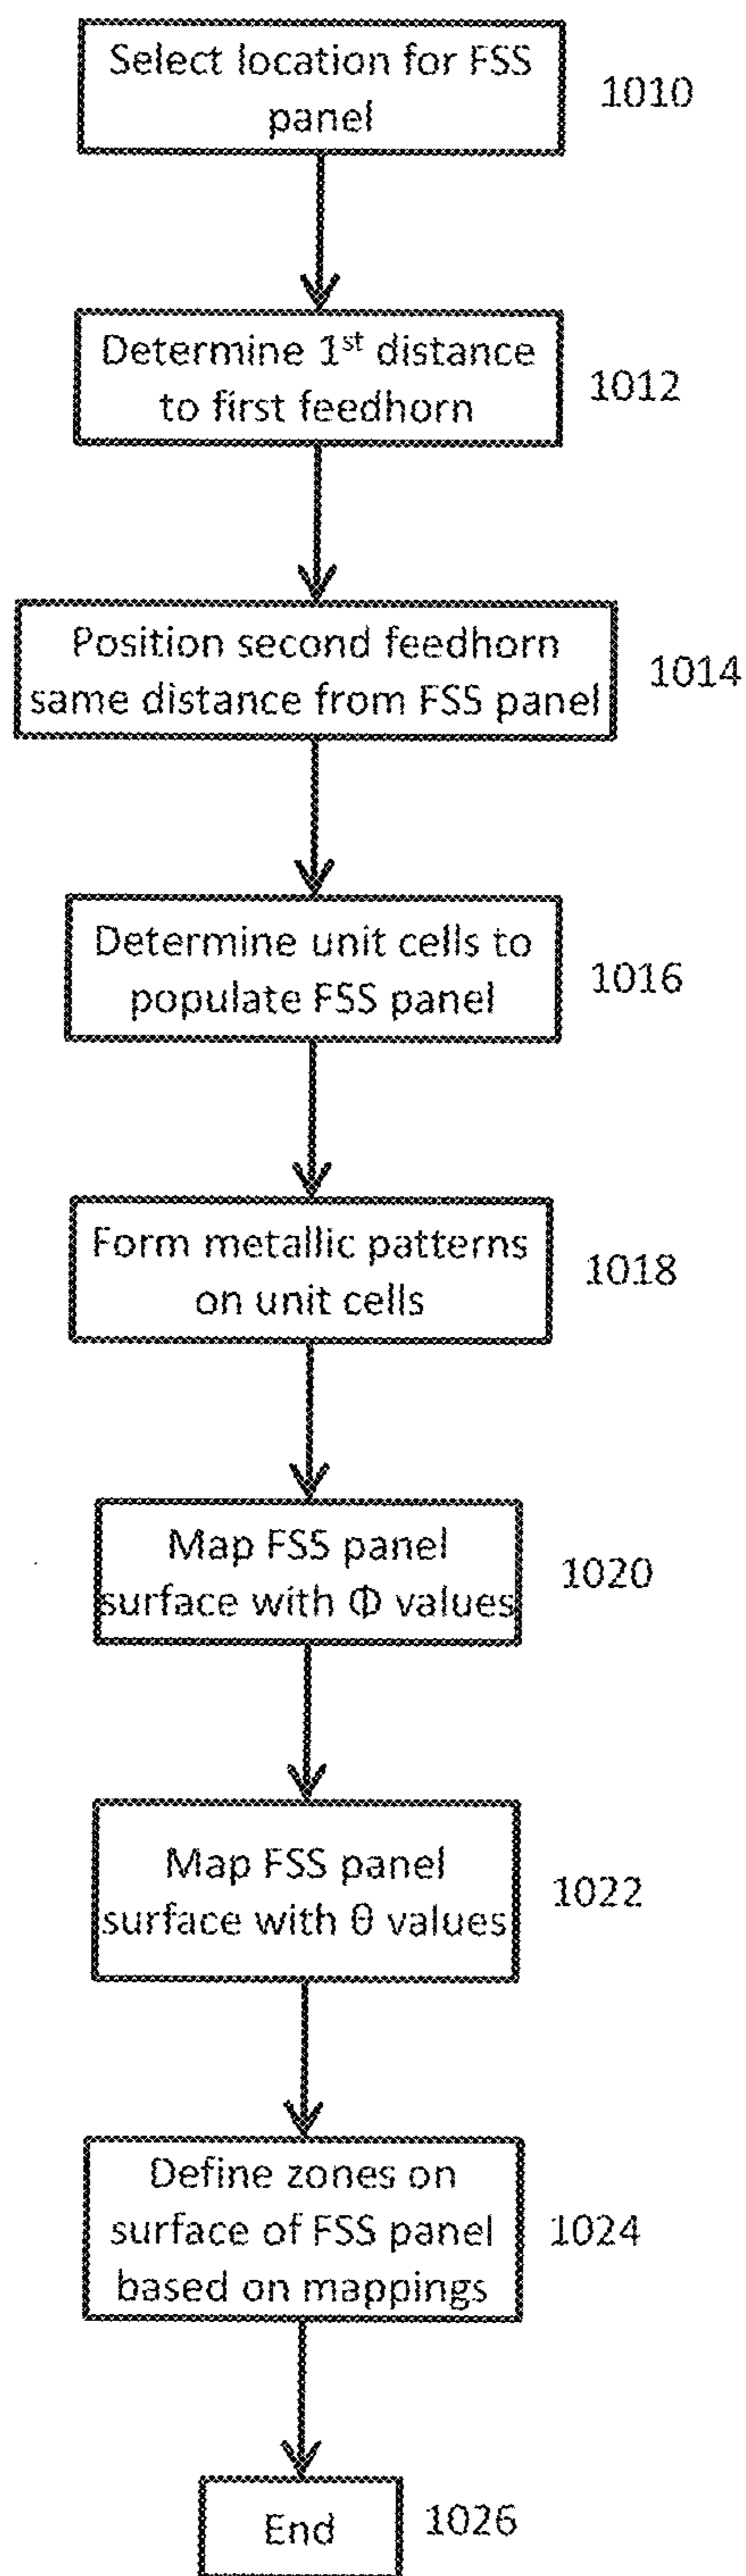 Select location for FSS
panel
1010
Determine 1st distance
to first feedhorn
1012
Position second feedhorn
same distance from FSS panel
1014
Determine unit cells to
populate FSS panel
1016
Form metallic patterns
on unit cells
1018
Map FSS panel
surface with Φ values
1020
Map FSS panel
surface with θ values
1022
Define zones on
surface of FSS panel
based on mappings
1024
End
1026